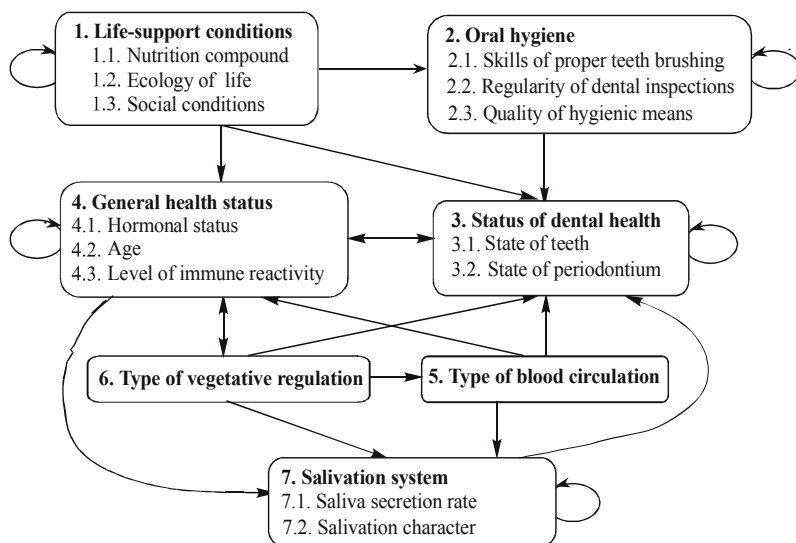 1. Life-support conditions
1.1. Nutrition compound
1.2. Ecology of life
1.3. Social conditions
2. Oral hygiene
2.1. Skills of proper teeth brushing
2.2. Regularity of dental inspections
2.3. Quality of hygienic means
4. General health status
4.1. Hormonal status
4.2. Age
4.3. Level of immune reactivity
3. Status of dental health
3.1. State of teeth
3.2. State of periodontium
6. Type of vegetative regulation
5. Type of blood circulation
7. Salivation system
7.1. Saliva secretion rate
7.2. Salivation character